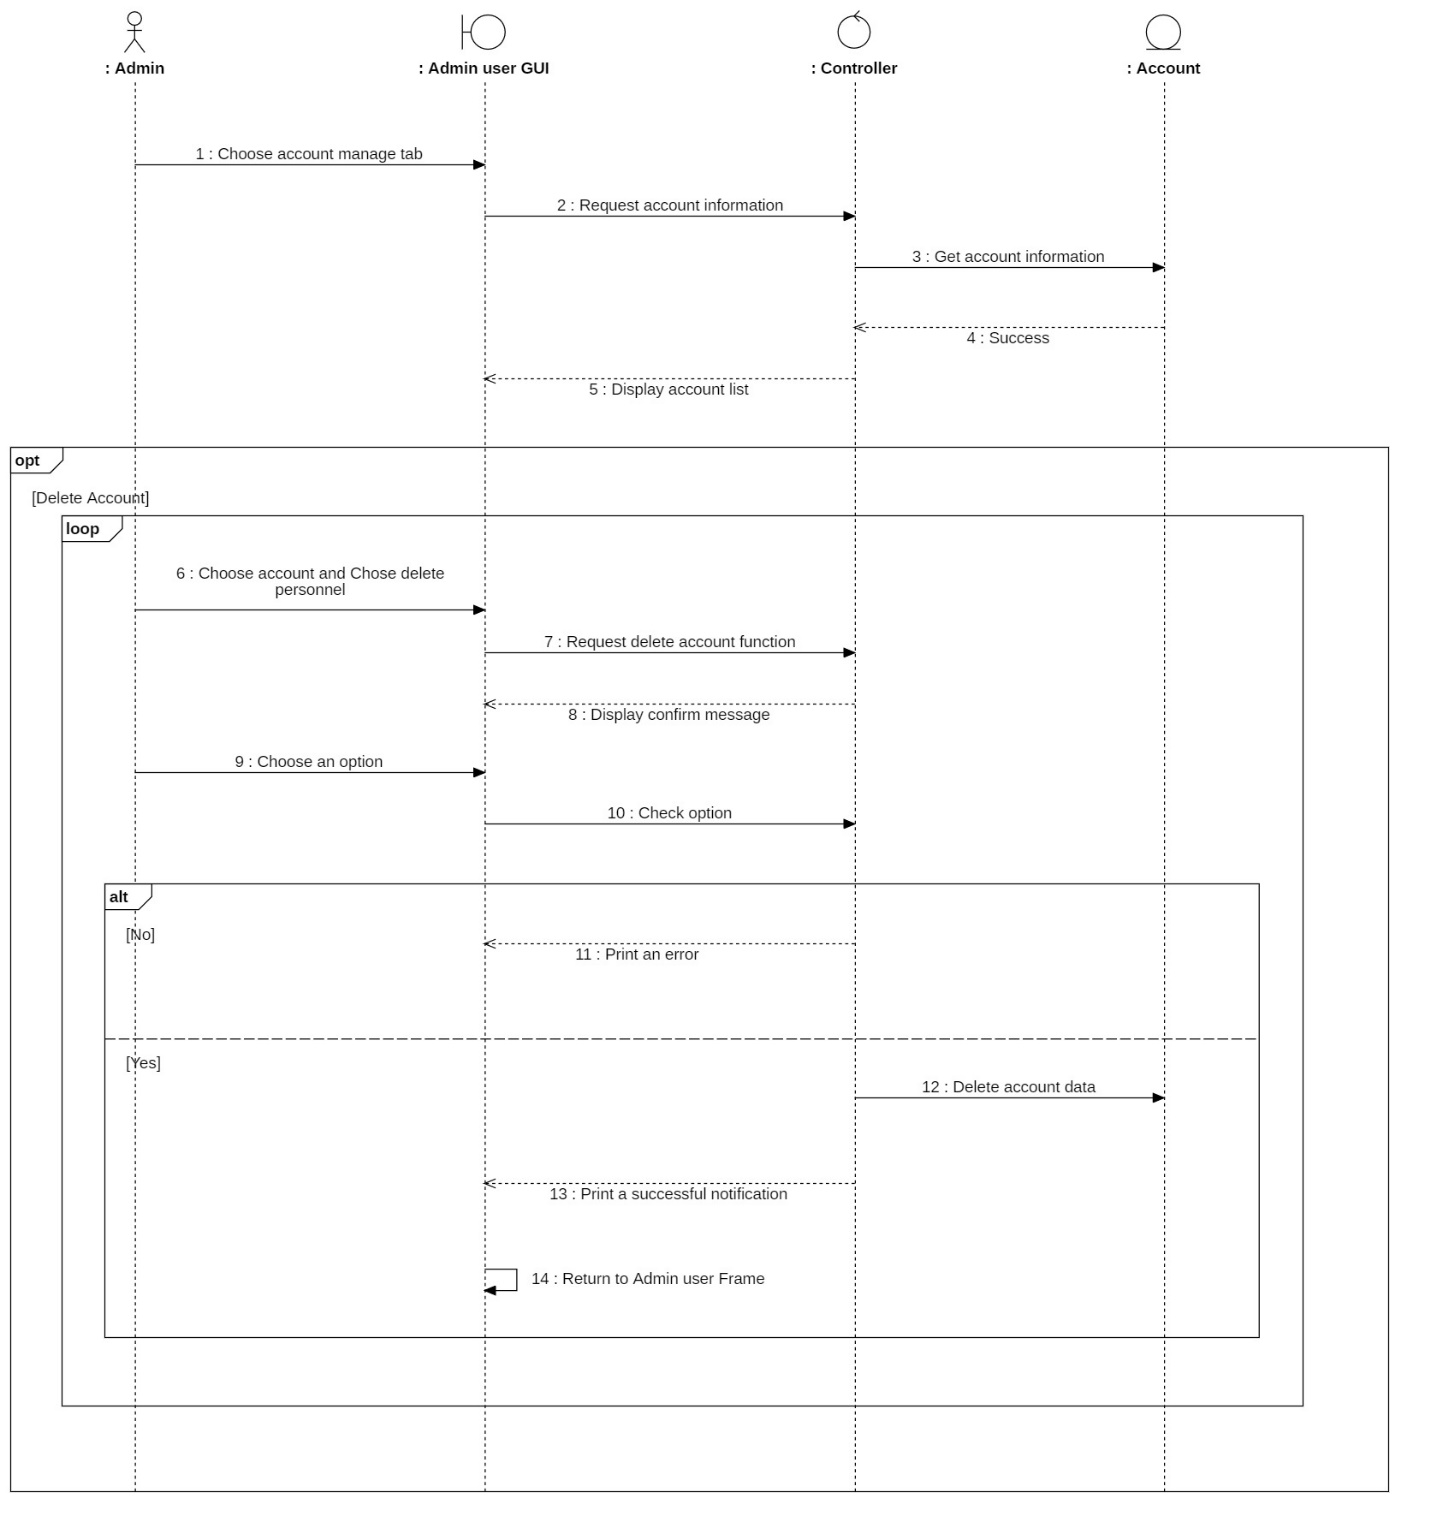 : Admin
: Admin user GUI
: Controller
: Account
1 : Choose account manage tab
2 : Request account information
3 : Get account information
4 : Success
5 : Display account list
opt
[Delete Account]
loop
6 : Choose account and Chose delete
personnel
7 : Request delete account function
8 : Display confirm message
9 : Choose an option
10 : Check option
alt
[No]
11 : Print an error
[Yes]
12 : Delete account data
13 : Print a successful notification
14 : Return to Admin user Frame